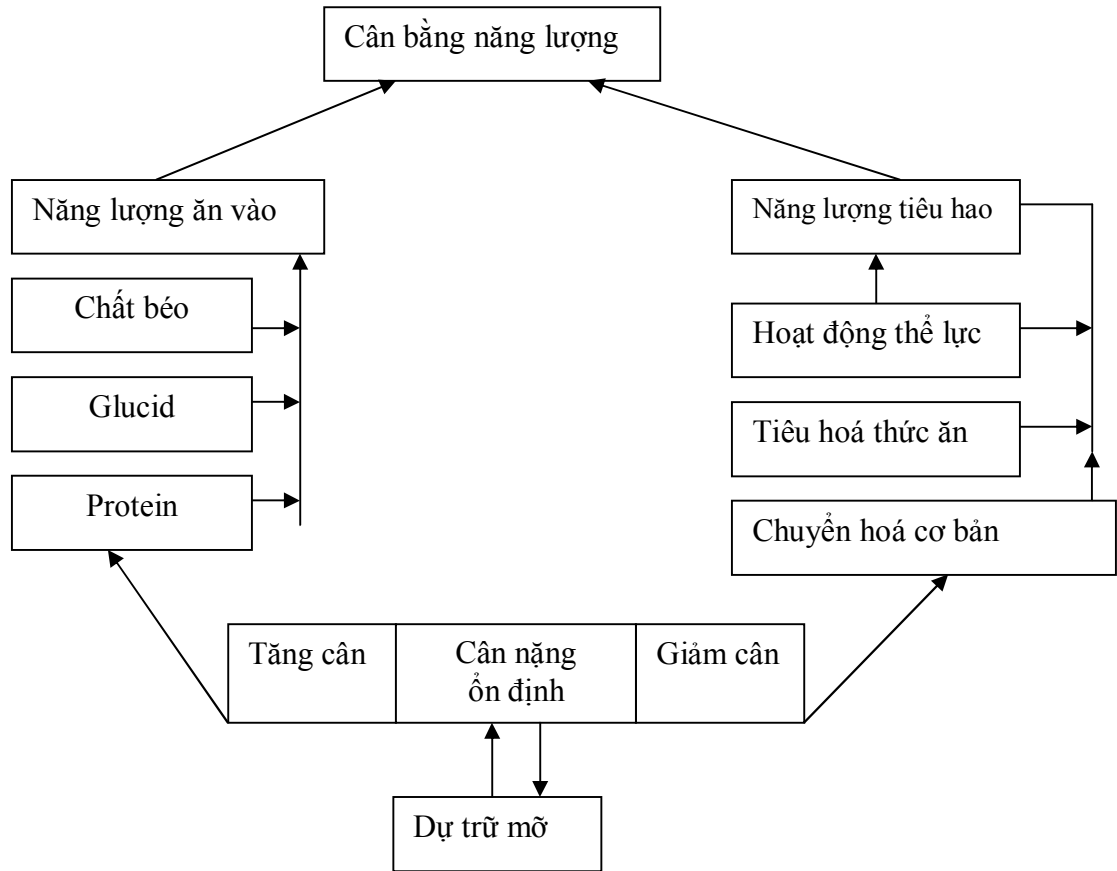 Cân bằng năng lượng
Năng lượng ăn vào
Chất béo
Glucid
Protein
Năng lượng tiêu hao
Hoạt động thể lực
Tiêu hoá thức ăn
Chuyển hoá cơ bản
Tăng cân
Cân nặng
ổn định
Giảm cân
Dự trữ mỡ